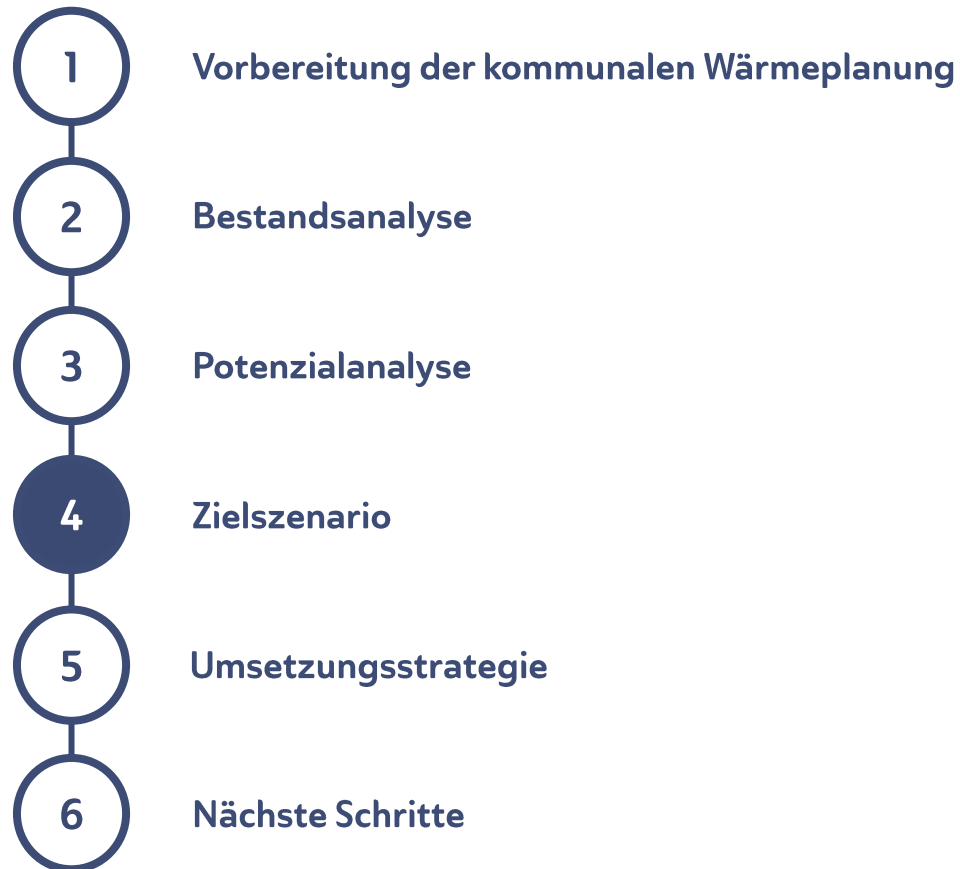 1 Vorbereitung der kommunalen Wärmeplanung
2 Bestandsanalyse
3 Potenzialanalyse
4 Zielszenario
5 Umsetzungsstrategie
6 Nächste Schritte